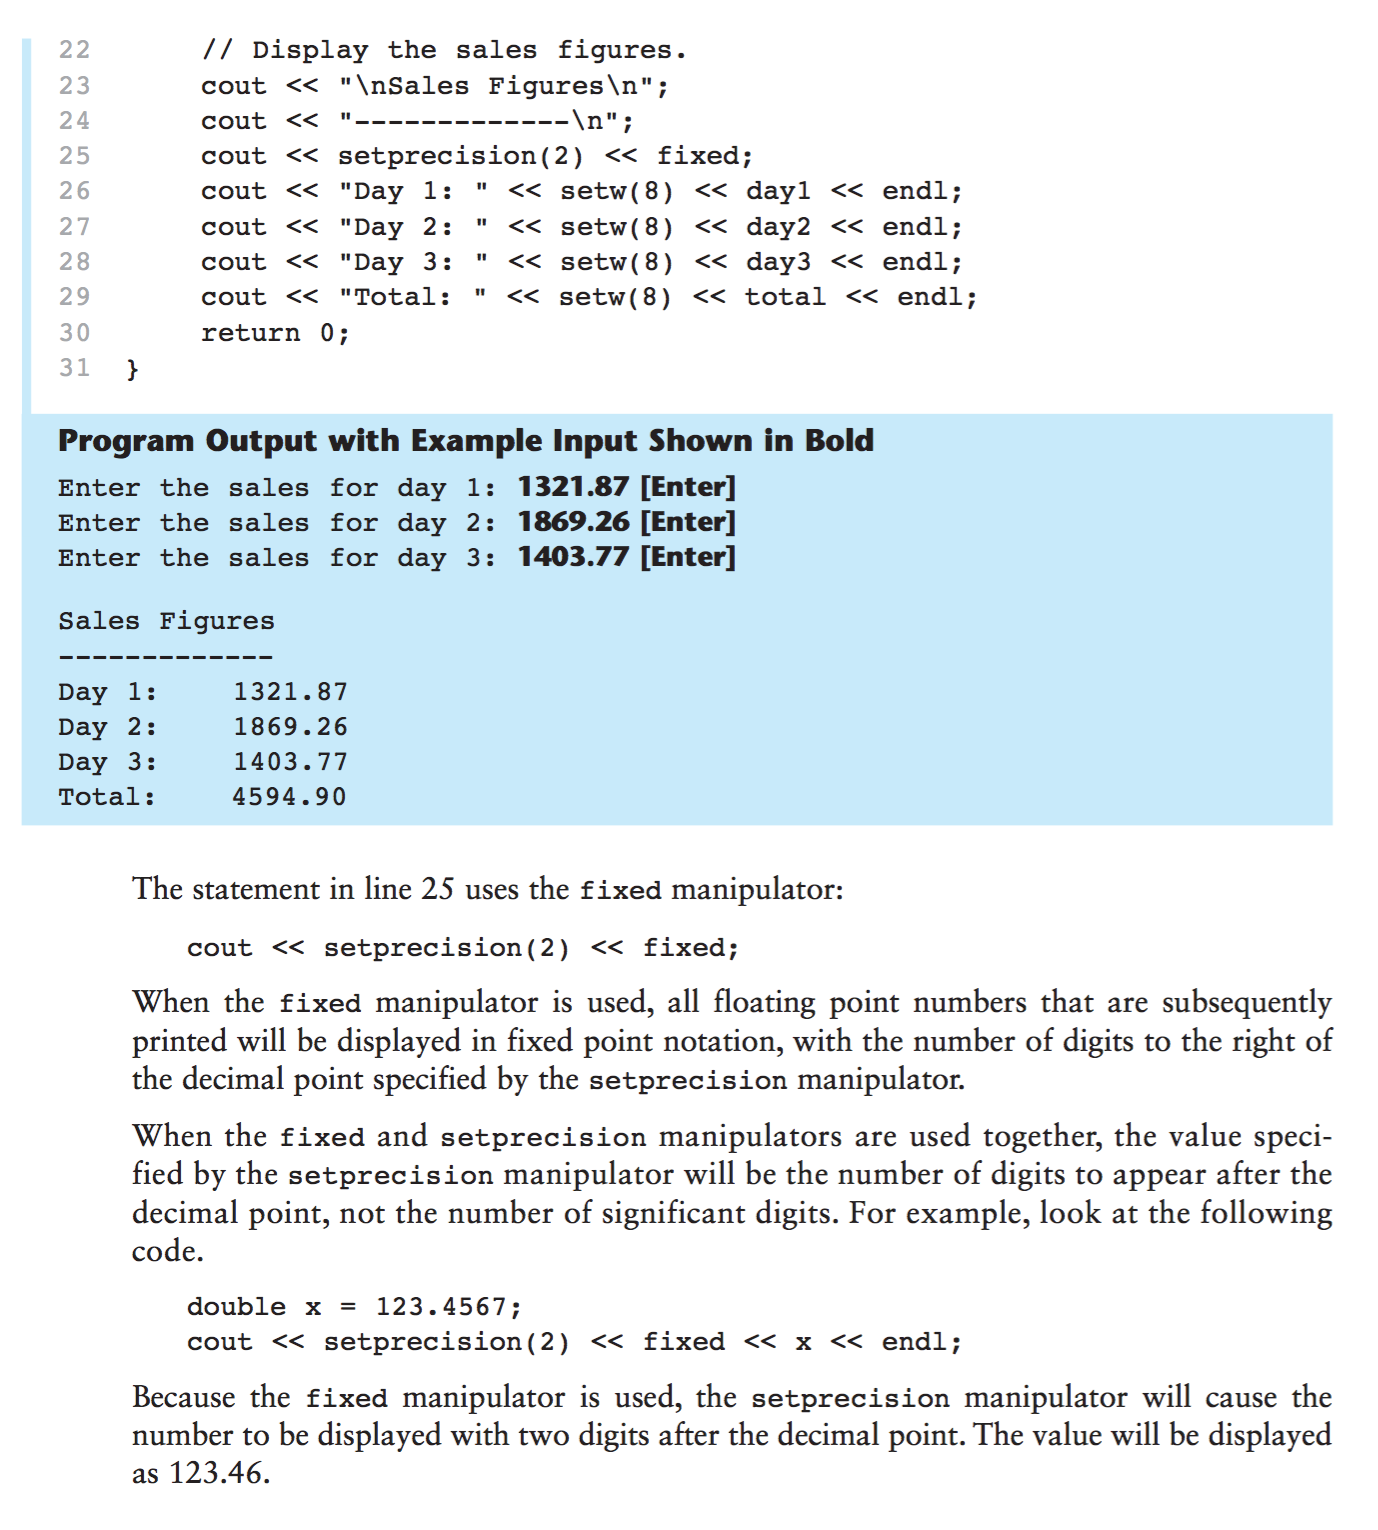 22 // Display the sales figures.
23 cout << "\nSales Figures\n";
24 cout << "-------------\n";
25 cout << setprecision(2) << fixed;
26 cout << "Day 1: " << setw(8) << day1 << endl;
27 cout << "Day 2: " << setw(8) << day2 << endl;
28 cout << "Day 3: " << setw(8) << day3 << endl;
29 cout << "Total: " << setw(8) << total << endl;
30 return 0;
31 }
Program Output with Example Input Shown in Bold
Enter the sales for day 1: 1321.87 [Enter]
Enter the sales for day 2: 1869.26 [Enter]
Enter the sales for day 3: 1403.77 [Enter]
Sales Figures
-------------
Day 1: 1321.87
Day 2: 1869.26
Day 3: 1403.77
Total: 4594.90
The statement in line 25 uses the fixed manipulator:
cout << setprecision(2) << fixed;
When the fixed manipulator is used, all floating point numbers that are subsequently
printed will be displayed in fixed point notation, with the number of digits to the right of
the decimal point specified by the setprecision manipulator.
When the fixed and setprecision manipulators are used together, the value speci-
fied by the setprecision manipulator will be the number of digits to appear after the
decimal point, not the number of significant digits. For example, look at the following
code.
double x = 123.4567;
cout << setprecision(2) << fixed << x << endl;
Because the fixed manipulator is used, the setprecision manipulator will cause the
number to be displayed with two digits after the decimal point. The value will be displayed
as 123.46.